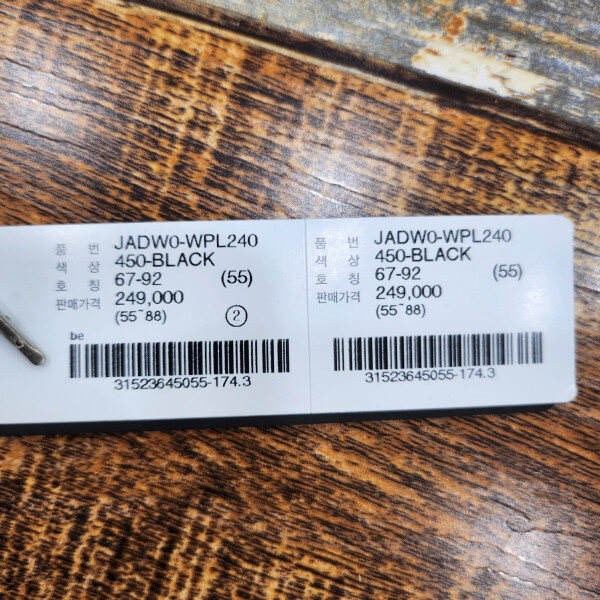 품 번 JADW0-WPL240
색 상 450-BLACK
호 칭 67-92 (55)
판매가격 249,000
(55~88) ②
be
31523645055-174.3
품 번 JADW0-WPL240
색 상 450-BLACK
호 칭 67-92 (55)
판매가격 249,000
(55~88)
31523645055-174.3